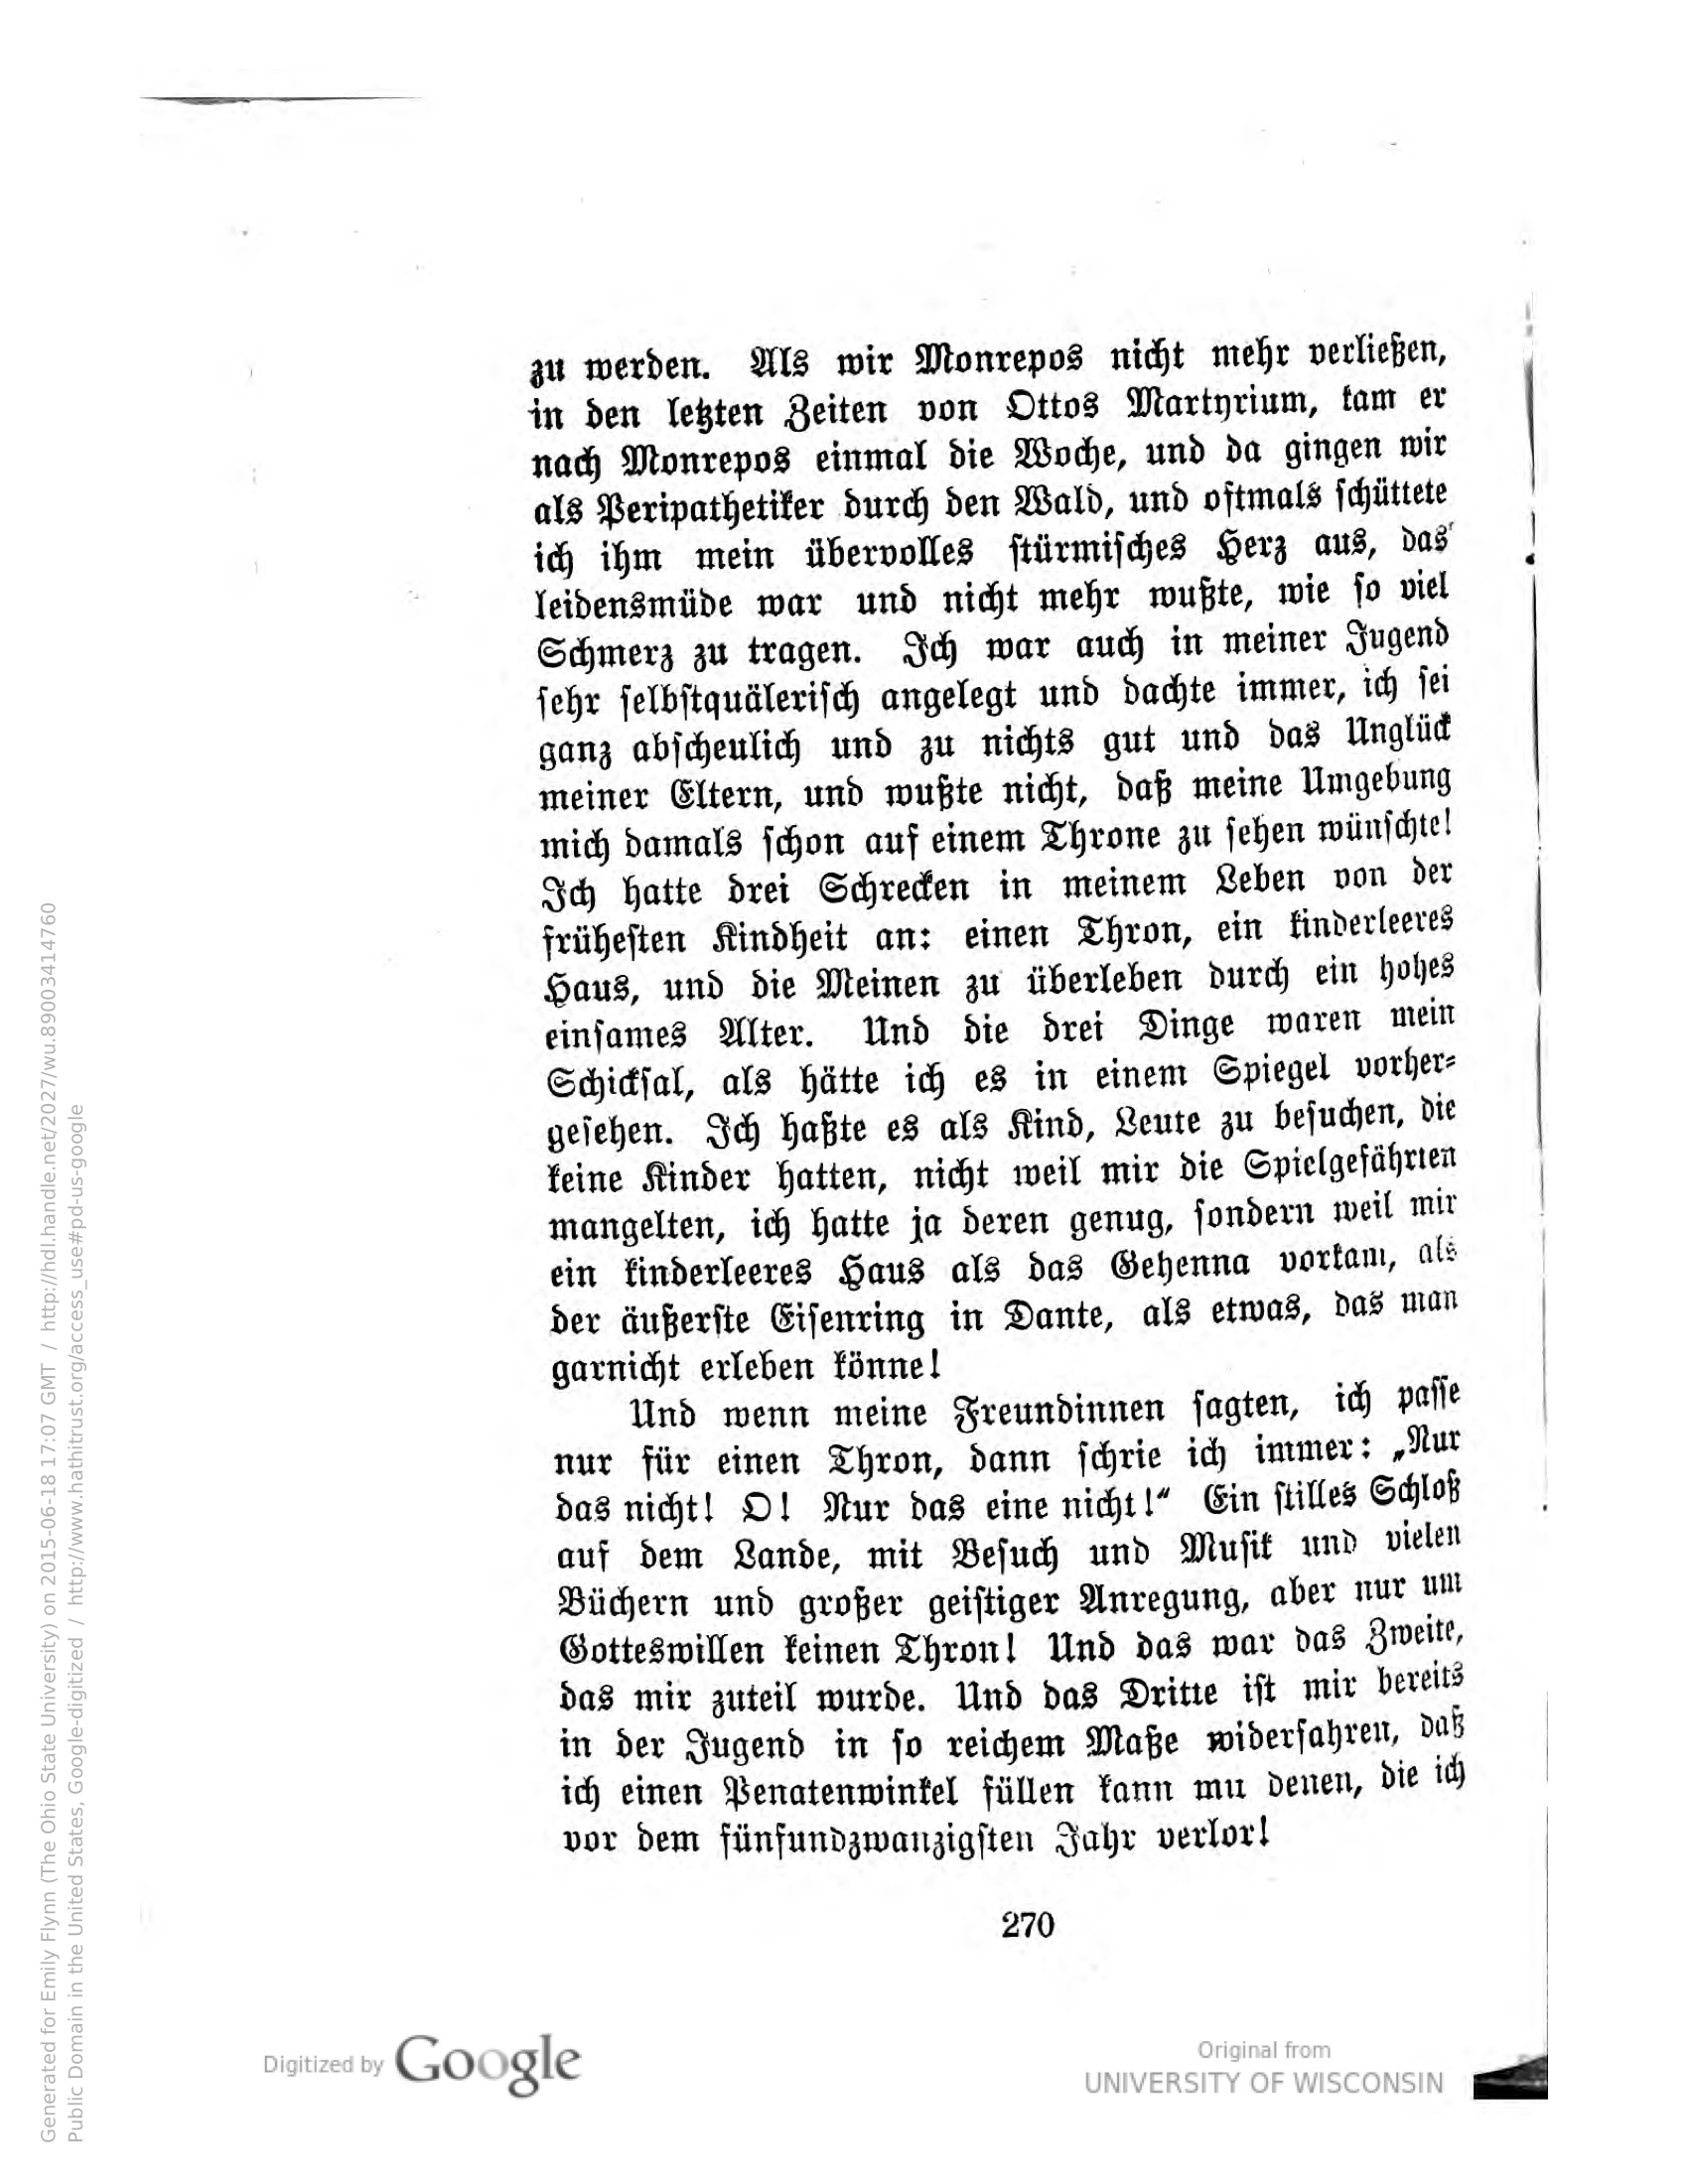 zu werden. Als wir Monrepos nicht mehr verließen,
in den letzten Zeiten von Ottos Martyrium, kam er
nach Monrepos einmal die Woche, und da gingen wir
als Peripathetiker durch den Wald, und oftmals schüttete
ich ihm mein übervolles stürmisches Herz aus, das
leidensmüde war und nicht mehr wußte, wie so viel
Schmerz zu tragen. Ich war auch in meiner Jugend
sehr selbstquälerisch angelegt und dachte immer, ich sei
ganz abscheulich und zu nichts gut und das Unglück
meiner Eltern, und wußte nicht, daß meine Umgebung
mich damals schon auf einem Throne zu sehen wünschte!
Ich hatte drei Schrecken in meinem Leben von der
frühesten Kindheit an: einen Thron, ein kinderleeres
Haus, und die Meinen zu überleben durch ein hohes
einsames Alter. Und die drei Dinge waren mein
Schicksal, als hätte ich es in einem Spiegel vorher-
gesehen. Ich haßte es als Kind, Leute zu besuchen, die
keine Kinder hatten, nicht weil mir die Spielgefährten
mangelten, ich hatte ja deren genug, sondern weil mir
ein kinderleeres Haus als das Gehenna vorkam, als
der äußerste Eisenring in Dante, als etwas, das man
garnicht erleben könne!
Und wenn meine Freundinnen sagten, ich passe
nur für einen Thron, dann schrie ich immer: „Nur
das nicht! O! Nur das eine nicht!“ Ein stilles Schloß
auf dem Lande, mit Besuch und Musik und vielen
Büchern und großer geistiger Anregung, aber nur um
Gotteswillen keinen Thron! Und das war das Zweite,
das mir zuteil wurde. Und das Dritte ist mir bereits
in der Jugend in so reichem Maße widerfahren, daß
ich einen Penatenwinkel füllen kann mit denen, die ich
vor dem fünfundzwanzigsten Jahr verlor!
270
Digitized by Google
Original from
UNIVERSITY OF WISCONSIN
Generated for Emily Flynn (The Ohio State University) on 2015-06-18 17:07 GMT / http://hdl.handle.net/2027/wu.89003414760
Public Domain in the United States, Google-digitized / http://www.hathitrust.org/access_use#pd-us-google